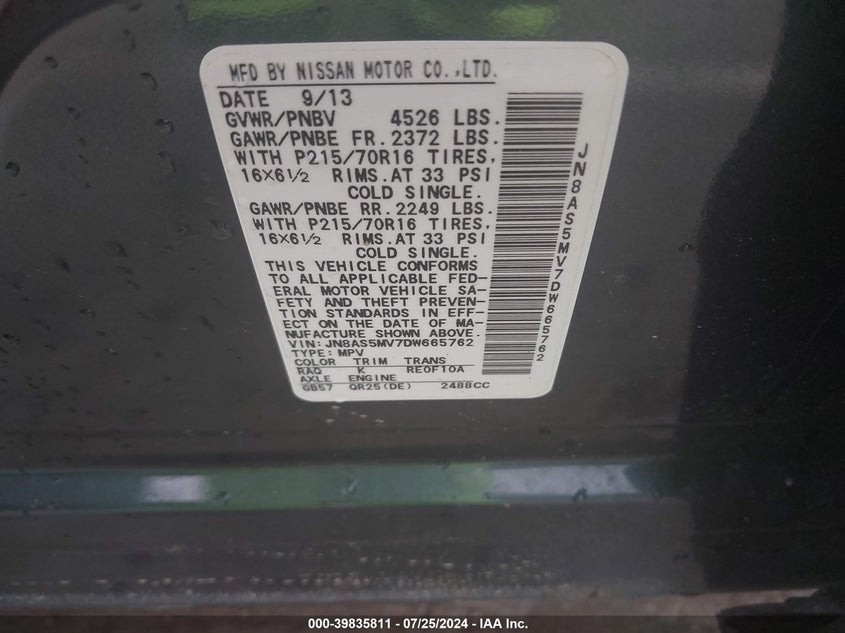 MFD BY NISSAN MOTOR CO.,LTD.
DATE 9/13
GVWR/PNBV 4526 LBS.
GAWR/PNBE FR. 2372 LBS.
WITH P215/70R16 TIRES,
16×6½ RIMS.AT 33 PSI
COLD SINGLE.
GAWR/PNBE RR. 2249 LBS.
WITH P215/70R16 TIRES,
16×6½ RIMS.AT 33 PSI
COLD SINGLE.
THIS VEHICLE CONFORMS
TO ALL APPLICABLE FED-
ERAL MOTOR VEHICLE SA-
FETY AND THEFT PREVEN-
TION STANDARDS IN EFF-
ECT ON THE DATE OF MA-
NUFACTURE SHOWN ABOVE.
VIN: JN8AS5MV7DW665762
TYPE: MPV
COLOR TRIM TRANS
RAQ K RE0F10A
AXLE ENGINE
GB57 QR25(DE) 2488CC
JN8AS5MV7DW665762
000-39835811 - 07/25/2024 - IAA Inc.